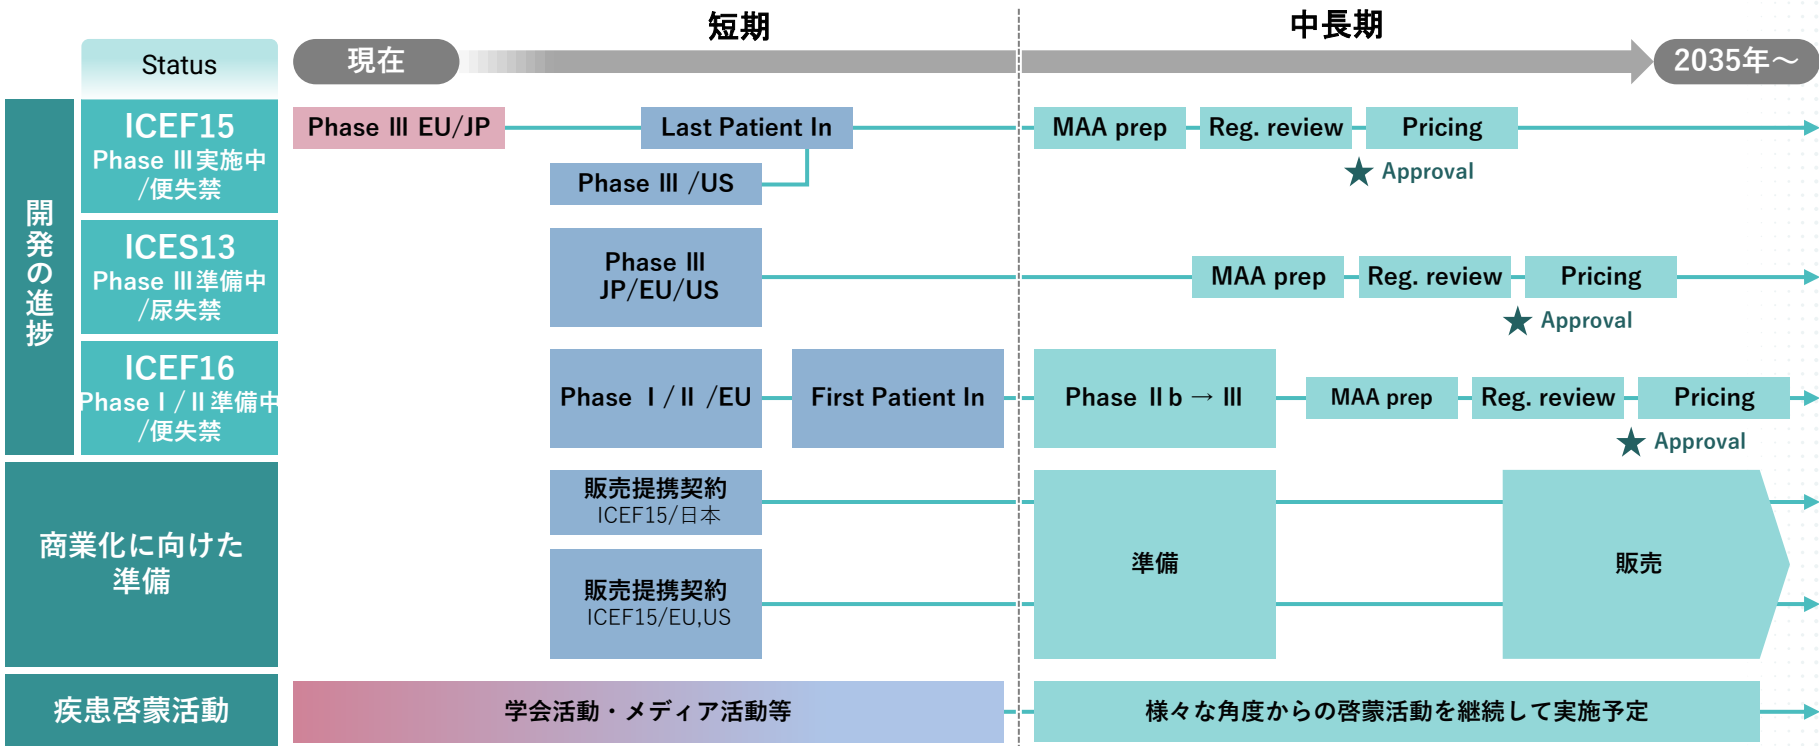 短期
中長期
Status
現在
2035年～
開発の進捗
ICEF15
Phase Ⅲ実施中
/便失禁
Phase Ⅲ EU/JP
Last Patient In
Phase Ⅲ /US
MAA prep
Reg. review
Pricing
★ Approval
ICES13
Phase Ⅲ準備中
/尿失禁
Phase Ⅲ
JP/EU/US
MAA prep
Reg. review
Pricing
★ Approval
ICEF16
Phase Ⅰ/Ⅱ準備中
/便失禁
Phase Ⅰ/Ⅱ /EU
First Patient In
Phase Ⅱb → Ⅲ
MAA prep
Reg. review
Pricing
★ Approval
商業化に向けた
準備
販売提携契約
ICEF15/日本
販売提携契約
ICEF15/EU,US
準備
販売
疾患啓蒙活動
学会活動・メディア活動等
様々な角度からの啓蒙活動を継続して実施予定